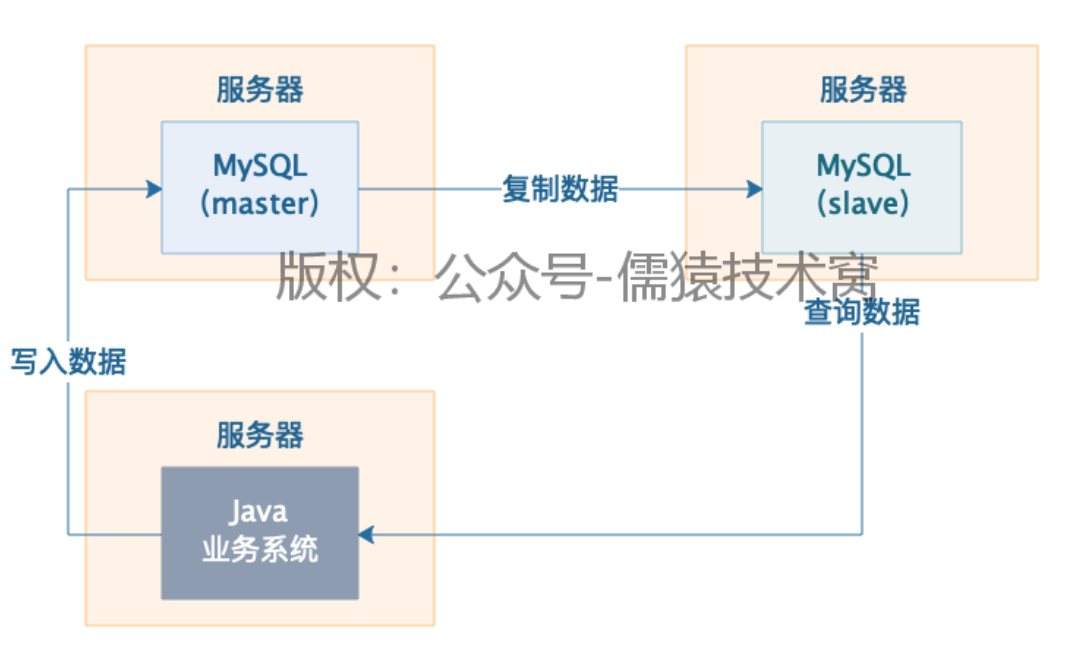 服务器
MySQL
(master)
复制数据
服务器
MySQL
(slave)
版权：公众号-儒猿技术窝
查询数据
写入数据
服务器
Java
业务系统